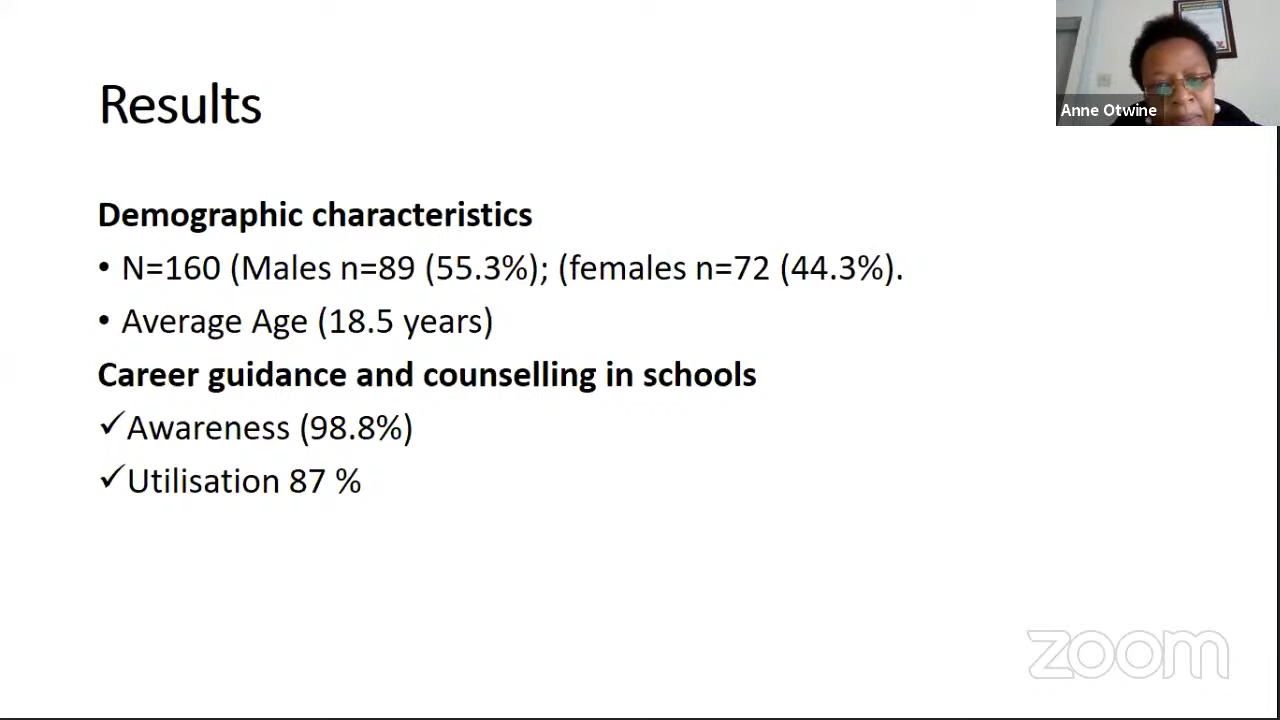 Results
Anne Otwine
Demographic characteristics
• N=160 (Males n=89 (55.3%); (females n=72 (44.3%).
• Average Age (18.5 years)
Career guidance and counselling in schools
✓Awareness (98.8%)
✓Utilisation 87 %
zoom